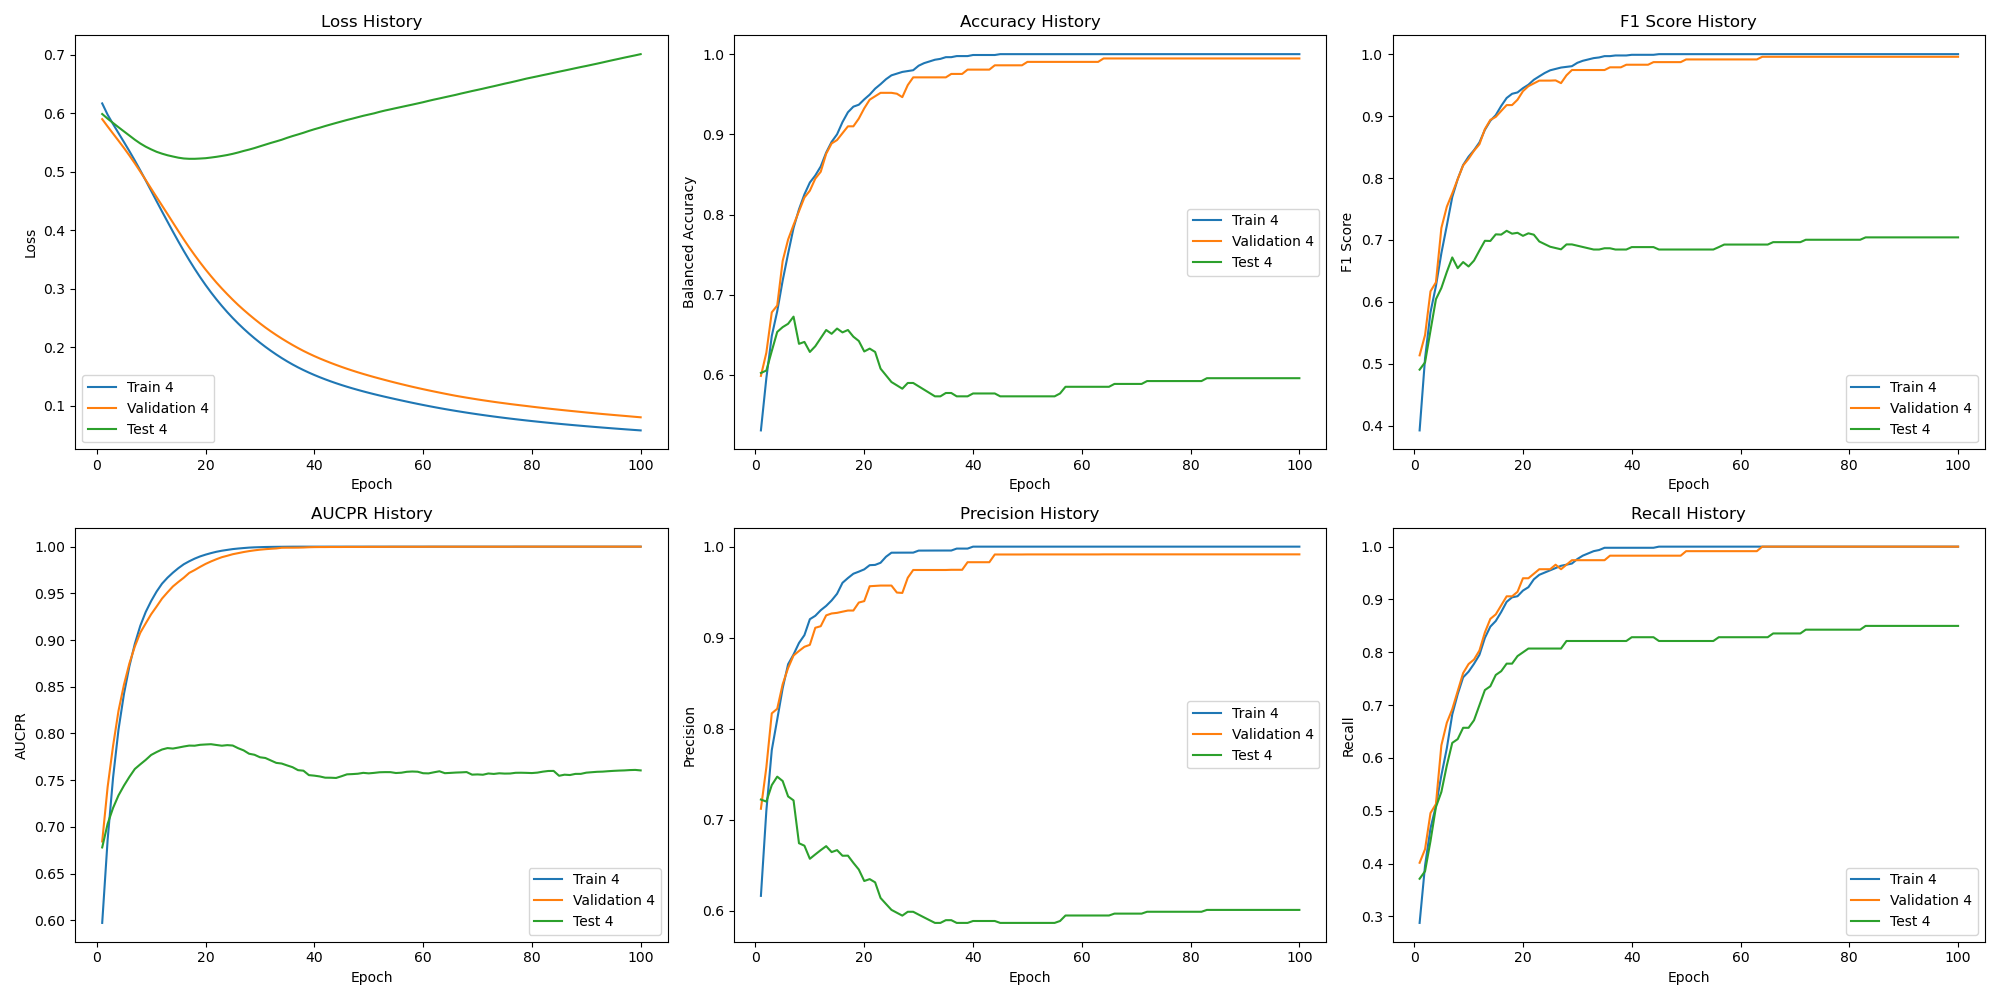 Loss History
Loss
0.7
0.6
0.5
0.4
0.3
0.2
0.1
Train 4
Validation 4
Test 4
0 20 40 60 80 100
Epoch
Accuracy History
Balanced Accuracy
1.0
0.9
0.8
0.7
0.6
Train 4
Validation 4
Test 4
0 20 40 60 80 100
Epoch
F1 Score History
F1 Score
1.0
0.9
0.8
0.7
0.6
0.5
0.4
Train 4
Validation 4
Test 4
0 20 40 60 80 100
Epoch
AUCPR History
AUCPR
1.00
0.95
0.90
0.85
0.80
0.75
0.70
0.65
0.60
Train 4
Validation 4
Test 4
0 20 40 60 80 100
Epoch
Precision History
Precision
1.0
0.9
0.8
0.7
0.6
Train 4
Validation 4
Test 4
0 20 40 60 80 100
Epoch
Recall History
Recall
1.0
0.9
0.8
0.7
0.6
0.5
0.4
0.3
Train 4
Validation 4
Test 4
0 20 40 60 80 100
Epoch